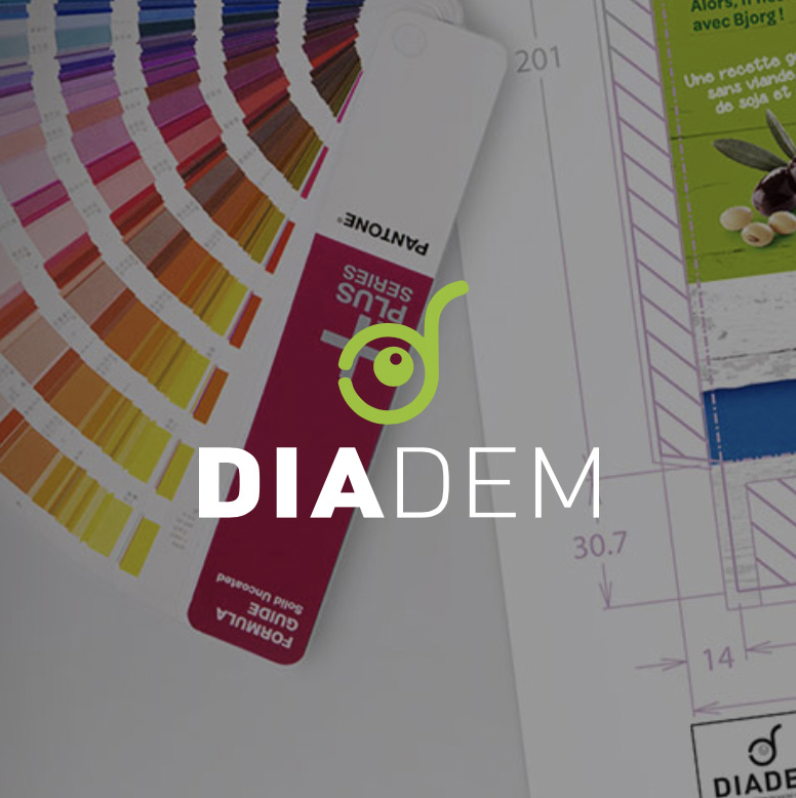 201
Alors, n'hés
avec Bjorg !
Une recette g
sans viande
de soja et
PANTONE®
PLUS
SERIES
DIADEM
30.7
FORMULA
GUIDE
Solid Uncoated
14
DIADE